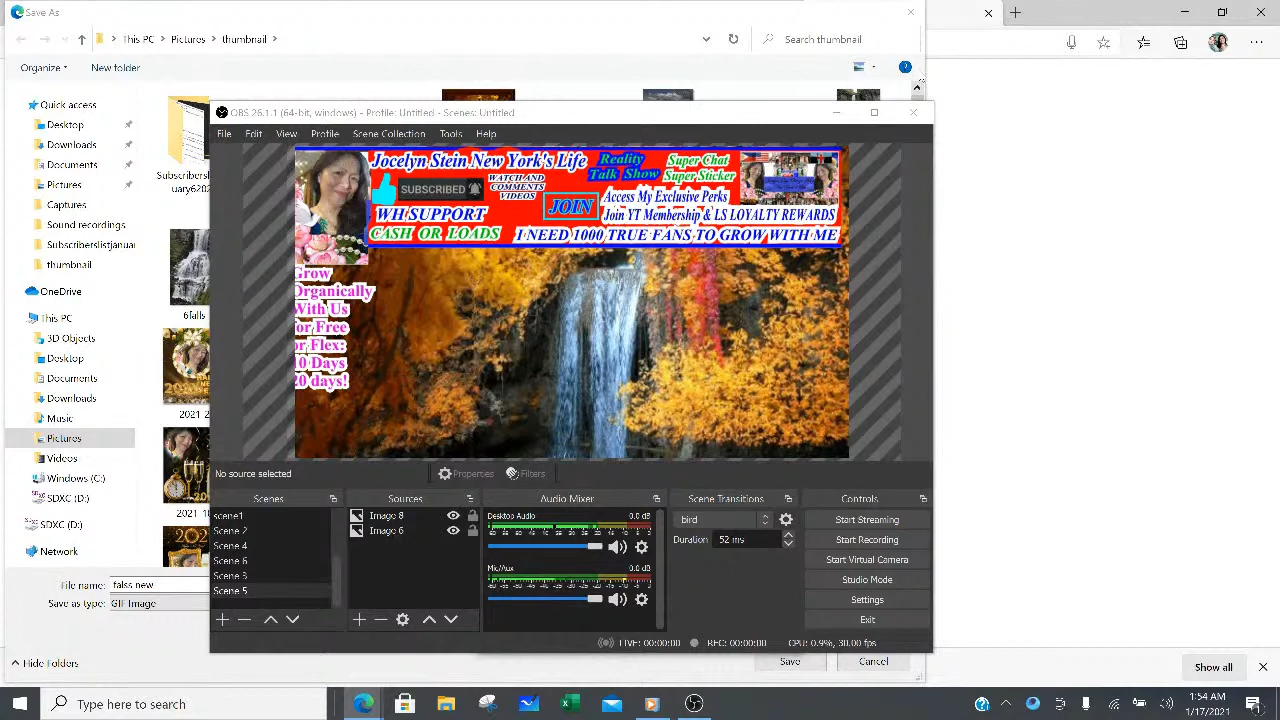 Save As
This PC
Pictures
thumbnail
Search thumbnail
Organize
New folder
Quick access
Desktop
Downloads
Documents
OBS 26.1.1 (64-bit, windows) - Profile: Untitled - Scenes: Untitled
File Edit View Profile Scene Collection Tools Help
Jocelyn Stein New York's Life
Reality
Talk Show
Super Chat
Super Sticker
SUBSCRIBED
WATCH AND
COMMENTS
VIDEOS
JOIN
Access My Exclusive Perks
WH SUPPORT
Join YT Membership & LS LOYALTY REWARDS
CASH OR LOADS
I NEED 1000 TRUE FANS TO GROW WITH ME
Grow
Organically
With Us
for Free
or Flex:
10 Days
20 days!
This PC
3D Objects
Desktop
Documents
Downloads
Music
Pictures
Videos
Windows (C:)
SDXC (D:)
SDXC (D:)
Network
6falls
2021
2021 1
No source selected
Properties
Filters
Scenes
Sources
Audio Mixer
Scene Transitions
Controls
scene1
Scene 2
Scene 4
Scene 6
Scene 3
Scene 5
Image 8
Image 6
Desktop Audio
0.0 dB
Mic/Aux
0.0 dB
bird
Duration
52 ms
Start Streaming
Start Recording
Start Virtual Camera
Studio Mode
Settings
Exit
LIVE: 00:00:00
REC: 00:00:00
CPU: 0.9%, 30.00 fps
File name:
falss new
Save as type:
GIF Image
Hide Folders
Save
Cancel
Show all
Type here to search
1:54 AM
1/17/2021